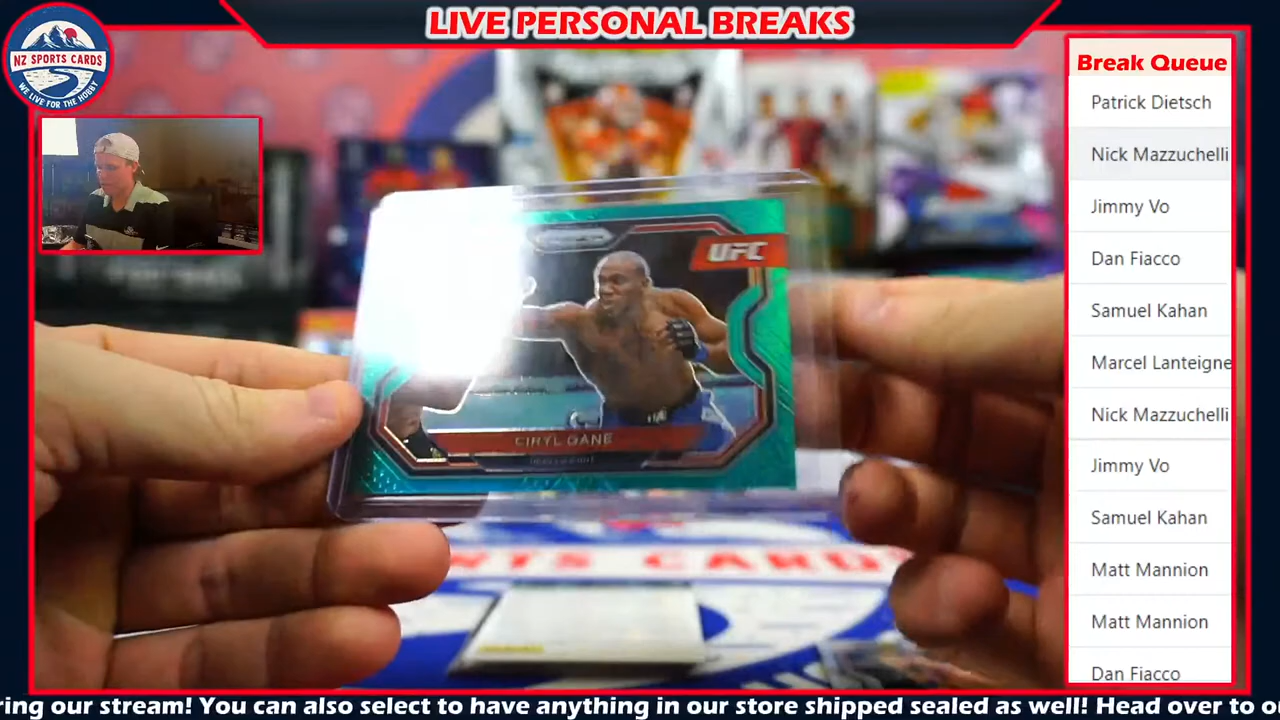 LIVE PERSONAL BREAKS
NZ SPORTS CARDS
WE LIVE FOR THE HOBBY
Break Queue
Patrick Dietsch
Nick Mazzuchelli
Jimmy Vo
Dan Fiacco
Samuel Kahan
Marcel Lanteigne
Nick Mazzuchelli
Jimmy Vo
Samuel Kahan
Matt Mannion
Matt Mannion
Dan Fiacco
UFC
CIRYL GANE
ring our stream! You can also select to have anything in our store shipped sealed as well! Head over to o